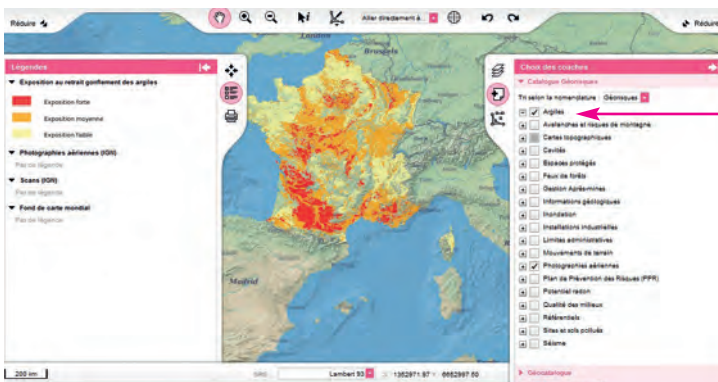 Réduire
Aller directement à...
Réduire
Légendes
Exposition au retrait gonflement des argiles
Exposition forte
Exposition moyenne
Exposition faible
Photographies aériennes (IGN)
Pas de légende
Scans (IGN)
Pas de légende
Fond de carte mondial
Pas de légende
London
Brussels
Madrid
Choix des couches
Catalogue Géorisques
Tri selon la nomenclature : Géorisques
Argiles
Avalanches et risques de montagne
Cartes topographiques
Cavités
Espaces protégés
Feux de forêts
Gestion Après-mines
Informations géologiques
Inondation
Installations industrielles
Limites administratives
Mouvements de terrain
Photographies aériennes
Plan de Prévention des Risques (PPR)
Potentiel radon
Qualité des milieux
Référentiels
Sites et sols pollués
Séisme
Géocatalogue
200 km
Lambert 93